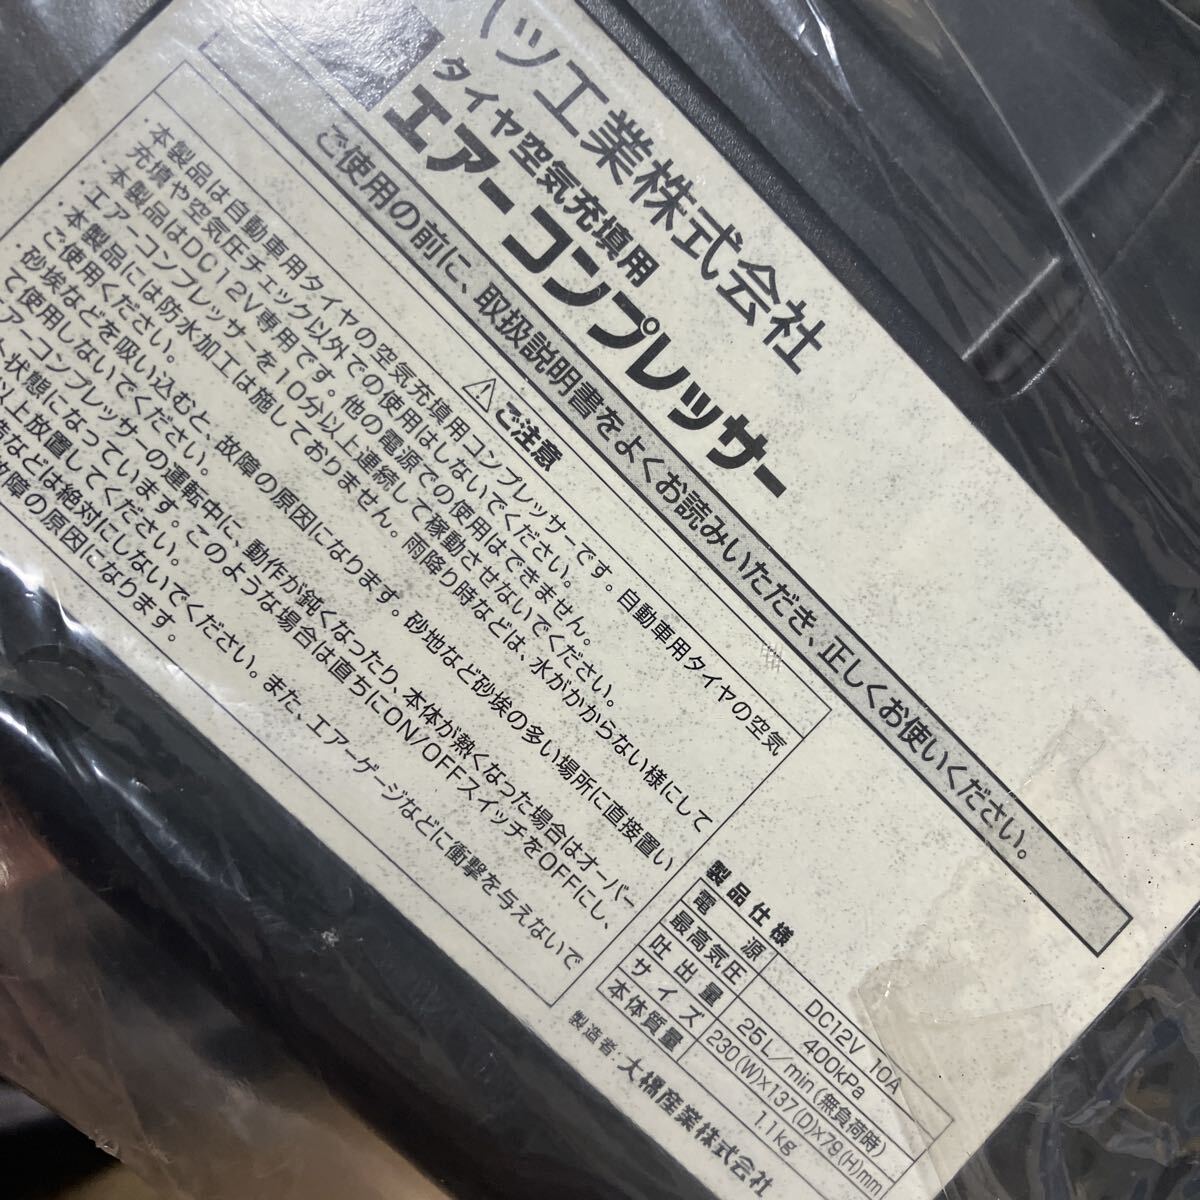 ハツ工業株式会社
タイヤ空気充填用
エアーコンプレッサー
ご使用の前に、取扱説明書をよくお読みいただき、正しくお使いください。
⚠ご注意
・本製品は自動車用タイヤの空気充填用コンプレッサーです。自動車用タイヤの空気
充填や空気圧チェック以外での使用はしないでください。
・本製品はDC12V専用です。他の電源での使用はできません。
・エアーコンプレッサーを10分以上連続して稼動させないでください。
・本製品には防水加工は施しておりません。雨降り時などは、水がかからない様にして
ご使用ください。
砂埃などを吸い込むと、故障の原因になります。砂地など砂埃の多い場所に直接置い
て使用しないでください。
アーコンプレッサーの運転中に、動作が鈍くなったり、本体が熱くなった場合はオーバー
ト状態になっています。このような場合は直ちにON/OFFスイッチをOFFにし、
以上放置してください。
などは絶対にしないでください。また、エアーゲージなどに衝撃を与えないで
故障の原因になります。
製品仕様
電源 DC12V 10A
最高気圧 400kPa
吐出量 25L/min(無負荷時)
サイズ 230(W)×137(D)×79(H)mm
本体質量 1.1kg
製造者:大橋産業株式会社